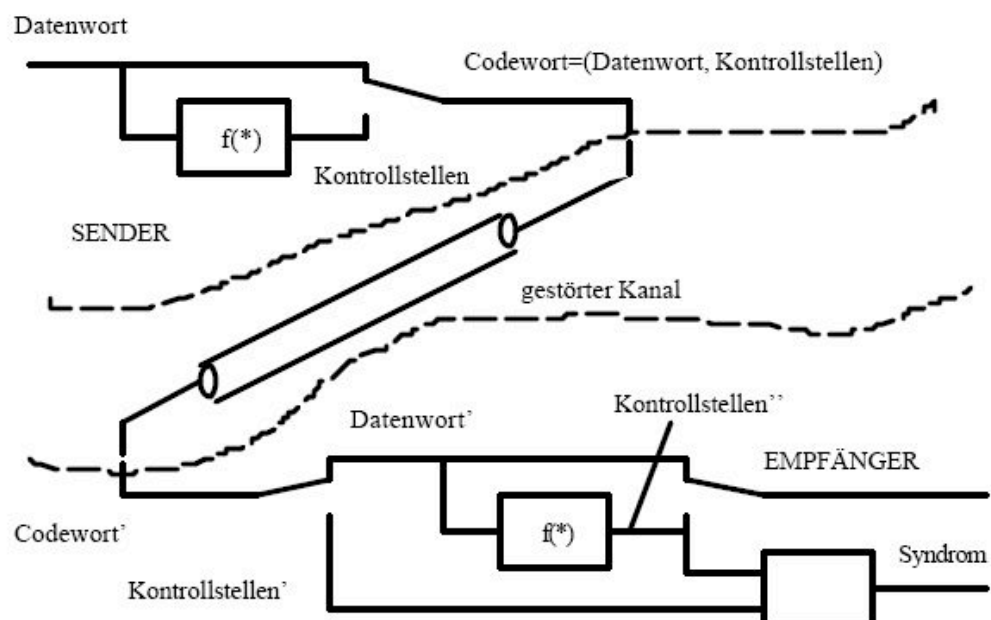 Datenwort
Codewort=(Datenwort, Kontrollstellen)
f(*)
Kontrollstellen
SENDER
gestörter Kanal
Kontrollstellen’’
Datenwort’
EMPFÄNGER
Codewort’
f(*)
Syndrom
Kontrollstellen’